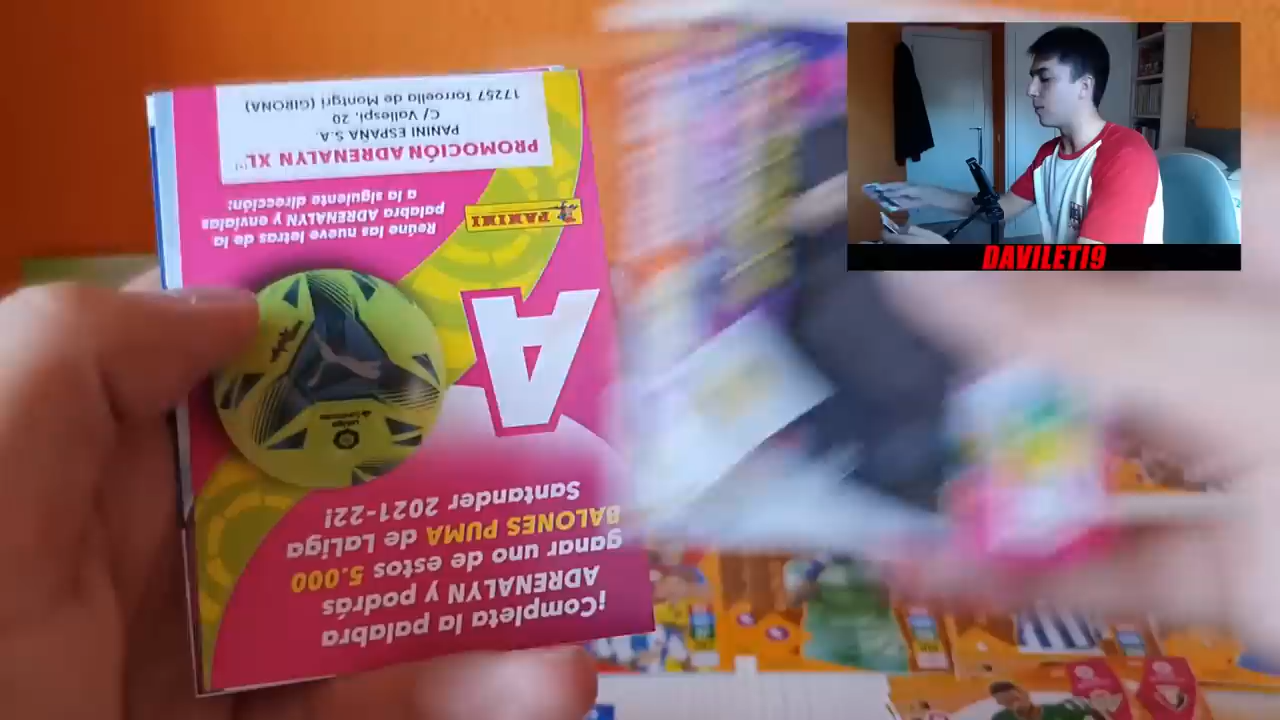 ¡Completa la palabra
ADRENALYN y podrás
ganar uno de estos 5.000
BALONES PUMA de LaLiga
Santander 2021-22!
A
PANINI
Reúne las nueve letras de la
palabra ADRENALYN y envíalas
a la siguiente dirección:
PROMOCIÓN ADRENALYN XL™
PANINI ESPAÑA S.A.
C/ Vallespí, 20
17257 Torroella de Montgrí (GIRONA)
DAVILETI9